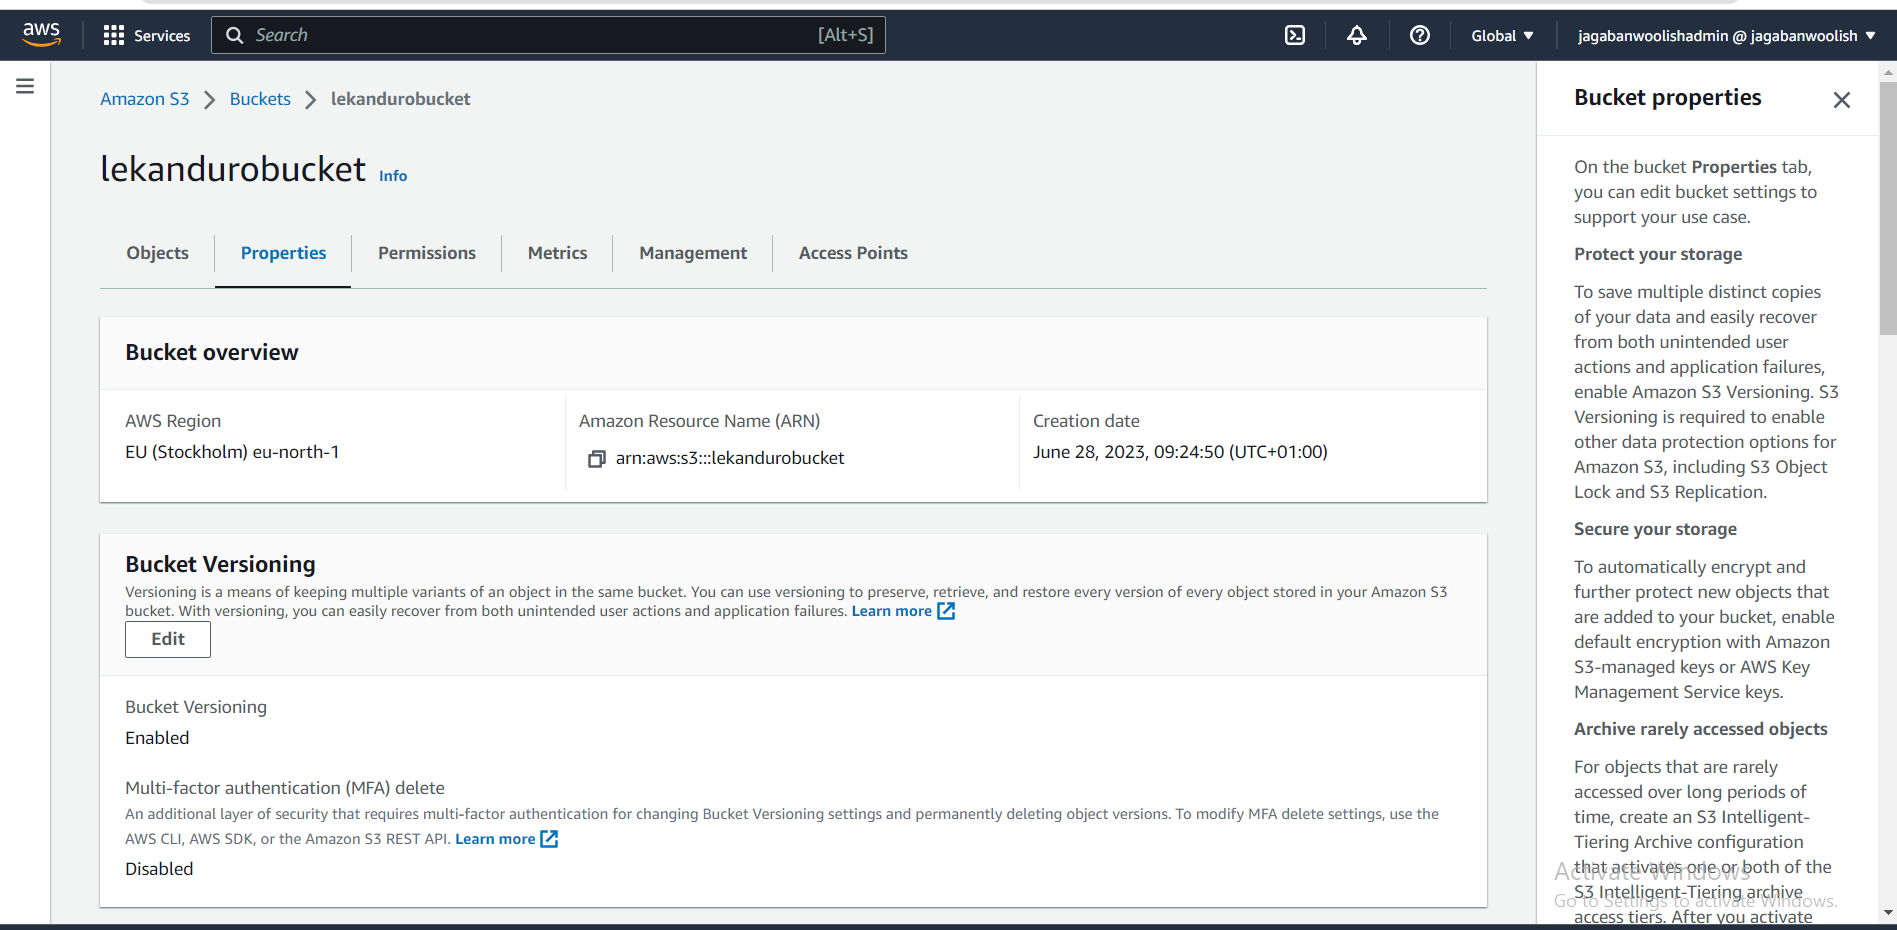 aws
Services
Search
[Alt+S]
Global
jagabanwoolishadmin @ jagabanwoolish
Amazon S3
Buckets
lekandurobucket
lekandurobucket Info
Objects
Properties
Permissions
Metrics
Management
Access Points
Bucket overview
AWS Region
EU (Stockholm) eu-north-1
Amazon Resource Name (ARN)
arn:aws:s3:::lekandurobucket
Creation date
June 28, 2023, 09:24:50 (UTC+01:00)
Bucket Versioning
Versioning is a means of keeping multiple variants of an object in the same bucket. You can use versioning to preserve, retrieve, and restore every version of every object stored in your Amazon S3
bucket. With versioning, you can easily recover from both unintended user actions and application failures. Learn more
Edit
Bucket Versioning
Enabled
Multi-factor authentication (MFA) delete
An additional layer of security that requires multi-factor authentication for changing Bucket Versioning settings and permanently deleting object versions. To modify MFA delete settings, use the
AWS CLI, AWS SDK, or the Amazon S3 REST API. Learn more
Disabled
Bucket properties
On the bucket Properties tab,
you can edit bucket settings to
support your use case.
Protect your storage
To save multiple distinct copies
of your data and easily recover
from both unintended user
actions and application failures,
enable Amazon S3 Versioning. S3
Versioning is required to enable
other data protection options for
Amazon S3, including S3 Object
Lock and S3 Replication.
Secure your storage
To automatically encrypt and
further protect new objects that
are added to your bucket, enable
default encryption with Amazon
S3-managed keys or AWS Key
Management Service keys.
Archive rarely accessed objects
For objects that are rarely
accessed over long periods of
time, create an S3 Intelligent-
Tiering Archive configuration
that activates one or both of the
S3 Intelligent-Tiering archive
access tiers. After you activate
Activate Windows
Go to Settings to activate Windows.